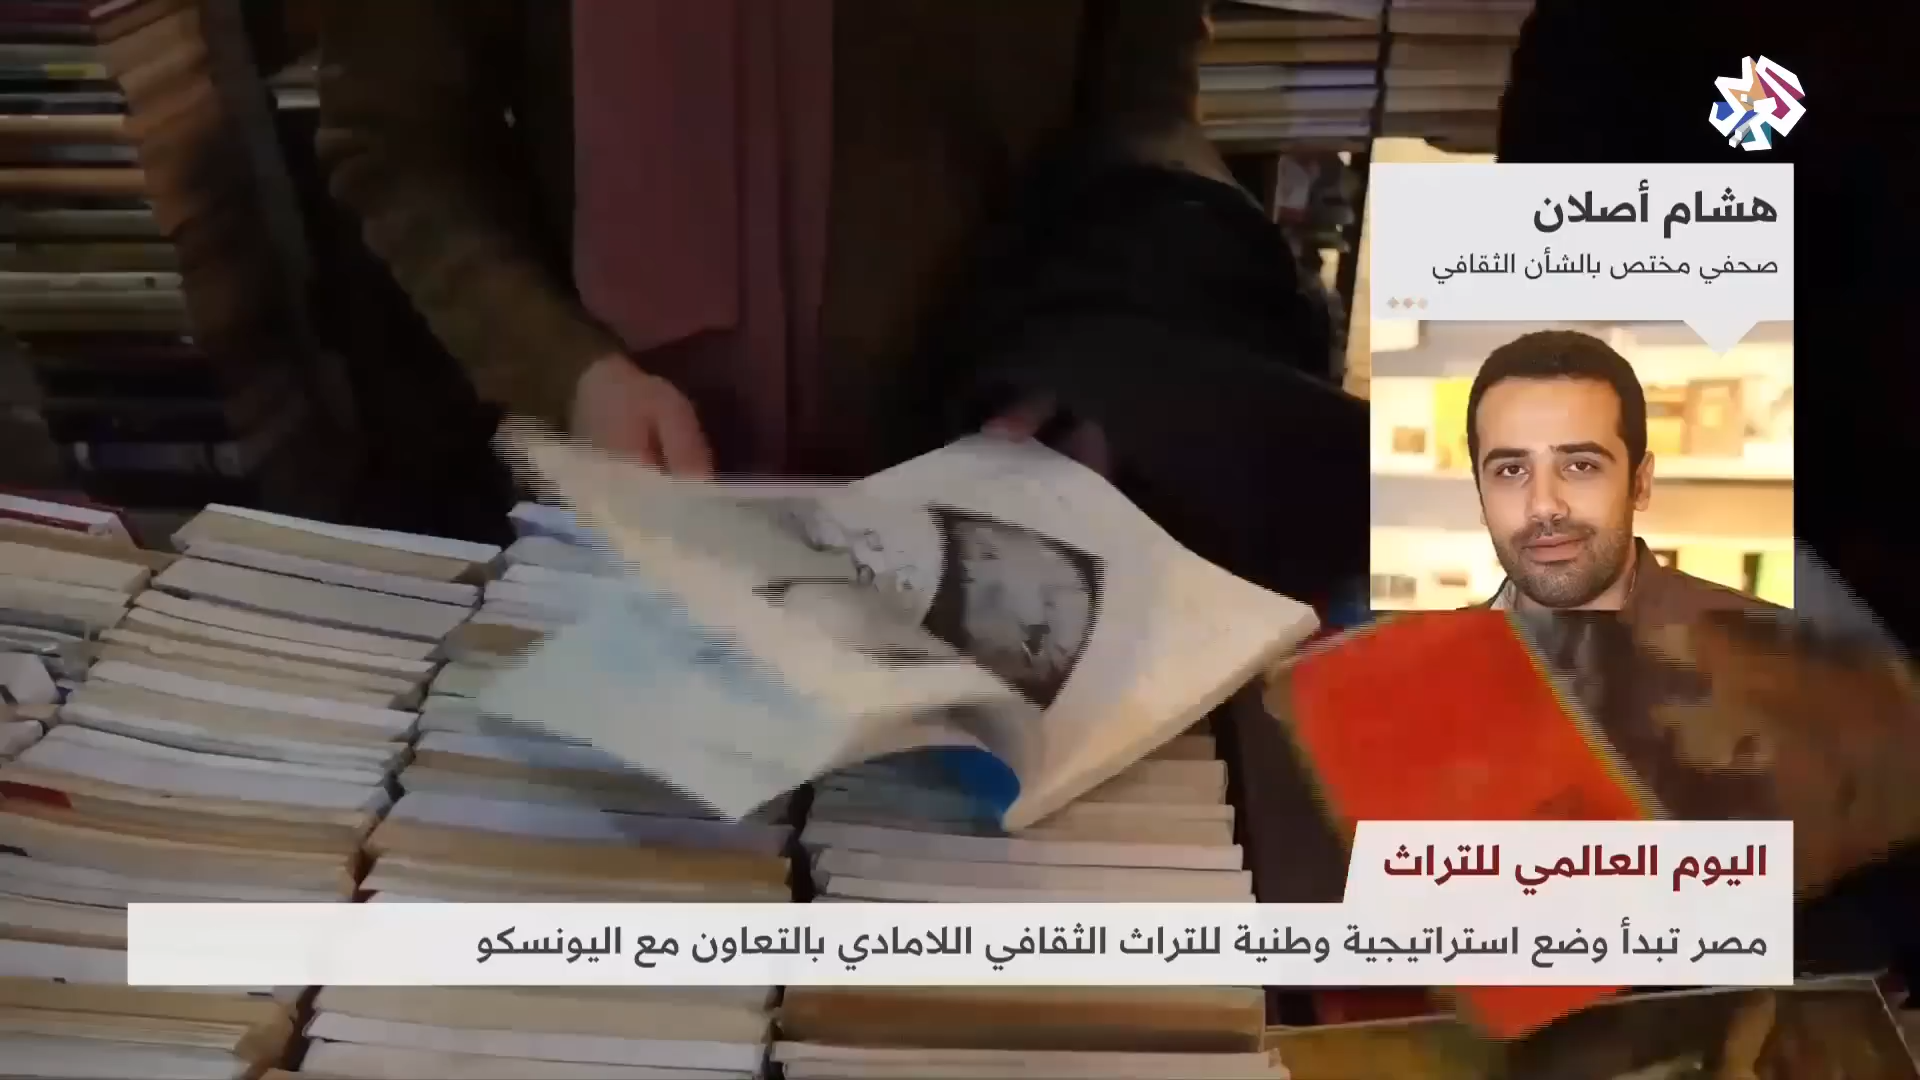 هشام أصلان
صحفي مختص بالشأن الثقافي
اليوم العالمي للتراث
مصر تبدأ وضع استراتيجية وطنية للتراث الثقافي اللامادي بالتعاون مع اليونسكو